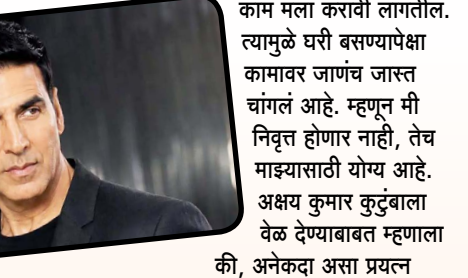 काम मला करावी लागतील.
त्यामुळे घरी बसण्यापेक्षा
कामावर जाणंच जास्त
चांगलं आहे. म्हणून मी
निवृत्त होणार नाही, तेच
माझ्यासाठी योग्य आहे.
अक्षय कुमार कुटुंबाला
वेळ देण्याबाबत म्हणाला
की, अनेकदा असा प्रयत्न